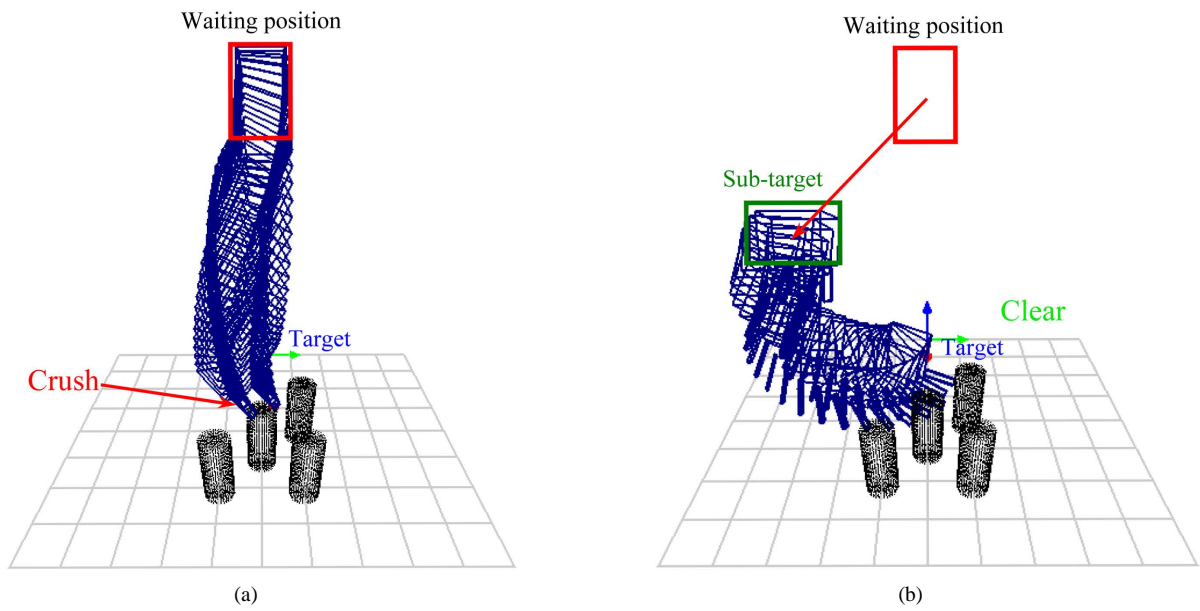 Waiting position
Target
Crush
(a)
Waiting position
Sub-target
Clear
Target
(b)